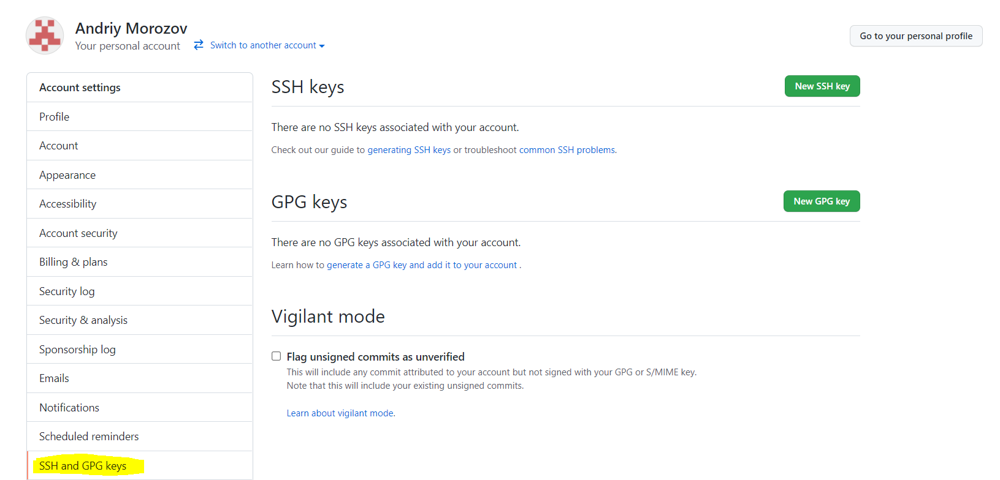 Andriy Morozov
Your personal account
Switch to another account
Go to your personal profile
Account settings
Profile
Account
Appearance
Accessibility
Account security
Billing & plans
Security log
Security & analysis
Sponsorship log
Emails
Notifications
Scheduled reminders
SSH and GPG keys
SSH keys
New SSH key
There are no SSH keys associated with your account.
Check out our guide to generating SSH keys or troubleshoot common SSH problems.
GPG keys
New GPG key
There are no GPG keys associated with your account.
Learn how to generate a GPG key and add it to your account .
Vigilant mode
Flag unsigned commits as unverified
This will include any commit attributed to your account but not signed with your GPG or S/MIME key.
Note that this will include your existing unsigned commits.
Learn about vigilant mode.